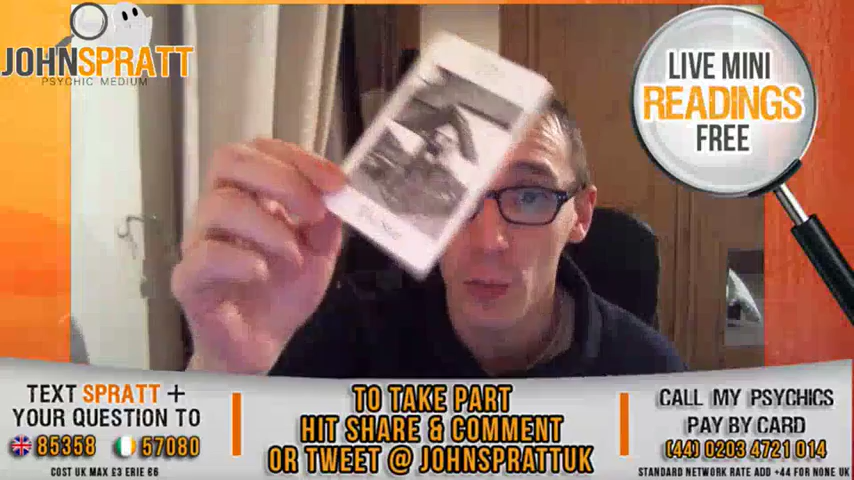 JOHNSPRATT
PSYCHIC MEDIUM
LIVE MINI
READINGS
FREE
TEXT SPRATT +
YOUR QUESTION TO
85358 57080
COST UK MAX £3 EIRE €6
TO TAKE PART
HIT SHARE & COMMENT
OR TWEET @ JOHNSPRATTUK
CALL MY PSYCHICS
PAY BY CARD
(44) 0203 4721 014
STANDARD NETWORK RATE ADD +44 FOR NONE UK